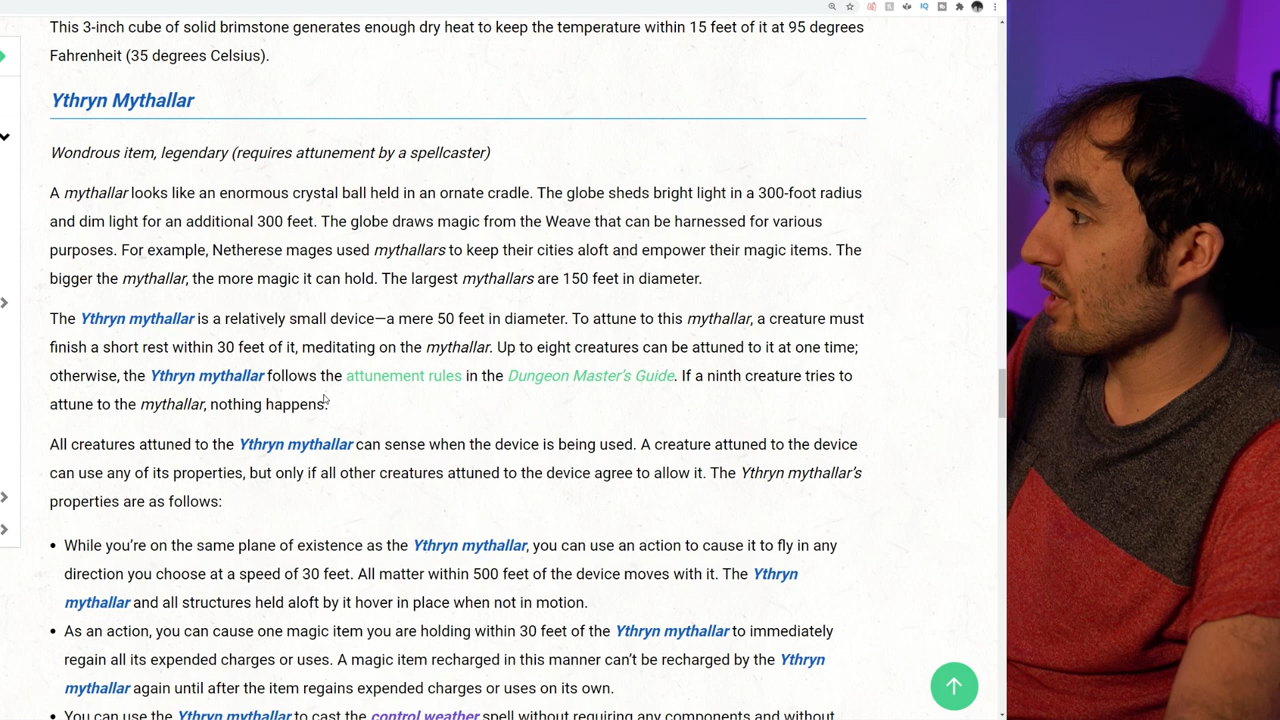 This 3-inch cube of solid brimstone generates enough dry heat to keep the temperature within 15 feet of it at 95 degrees
Fahrenheit (35 degrees Celsius).
Ythryn Mythallar
Wondrous item, legendary (requires attunement by a spellcaster)
A mythallar looks like an enormous crystal ball held in an ornate cradle. The globe sheds bright light in a 300-foot radius
and dim light for an additional 300 feet. The globe draws magic from the Weave that can be harnessed for various
purposes. For example, Netherese mages used mythallars to keep their cities aloft and empower their magic items. The
bigger the mythallar, the more magic it can hold. The largest mythallars are 150 feet in diameter.
The Ythryn mythallar is a relatively small device—a mere 50 feet in diameter. To attune to this mythallar, a creature must
finish a short rest within 30 feet of it, meditating on the mythallar. Up to eight creatures can be attuned to it at one time;
otherwise, the Ythryn mythallar follows the attunement rules in the Dungeon Master's Guide. If a ninth creature tries to
attune to the mythallar, nothing happens.
All creatures attuned to the Ythryn mythallar can sense when the device is being used. A creature attuned to the device
can use any of its properties, but only if all other creatures attuned to the device agree to allow it. The Ythryn mythallar's
properties are as follows:
• While you're on the same plane of existence as the Ythryn mythallar, you can use an action to cause it to fly in any
direction you choose at a speed of 30 feet. All matter within 500 feet of the device moves with it. The Ythryn
mythallar and all structures held aloft by it hover in place when not in motion.
• As an action, you can cause one magic item you are holding within 30 feet of the Ythryn mythallar to immediately
regain all its expended charges or uses. A magic item recharged in this manner can't be recharged by the Ythryn
mythallar again until after the item regains expended charges or uses on its own.
• You can use the Ythryn mythallar to cast the control weather spell without requiring any components and without